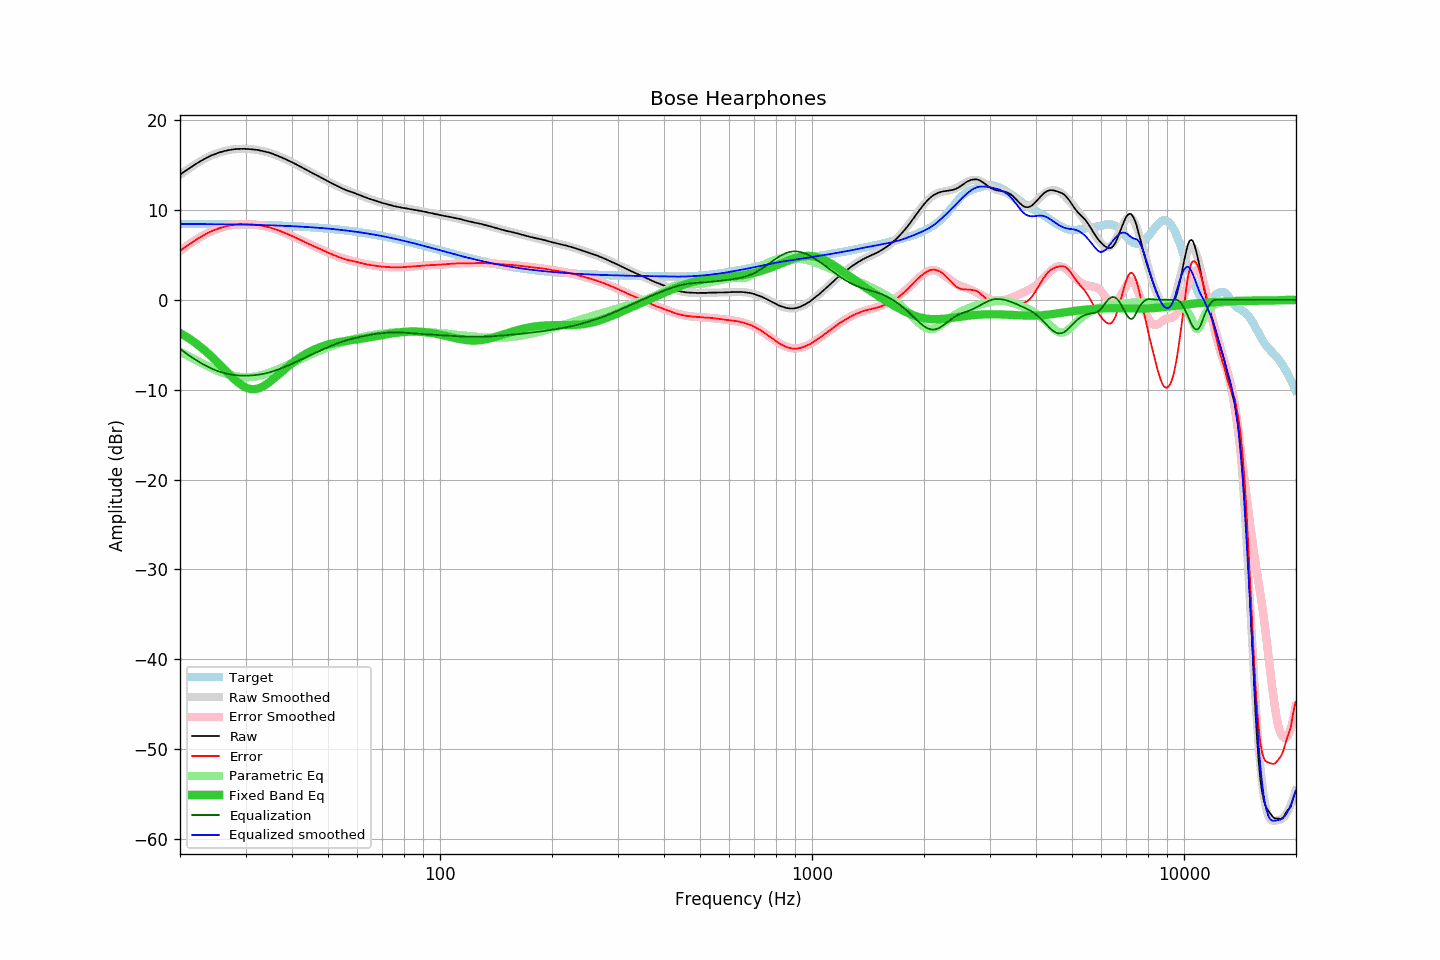 Bose Hearphones
20
10
0
−10
−20
−30
−40
−50
−60
Amplitude (dBr)
Target
Raw Smoothed
Error Smoothed
Raw
Error
Parametric Eq
Fixed Band Eq
Equalization
Equalized smoothed
100
1000
10000
Frequency (Hz)